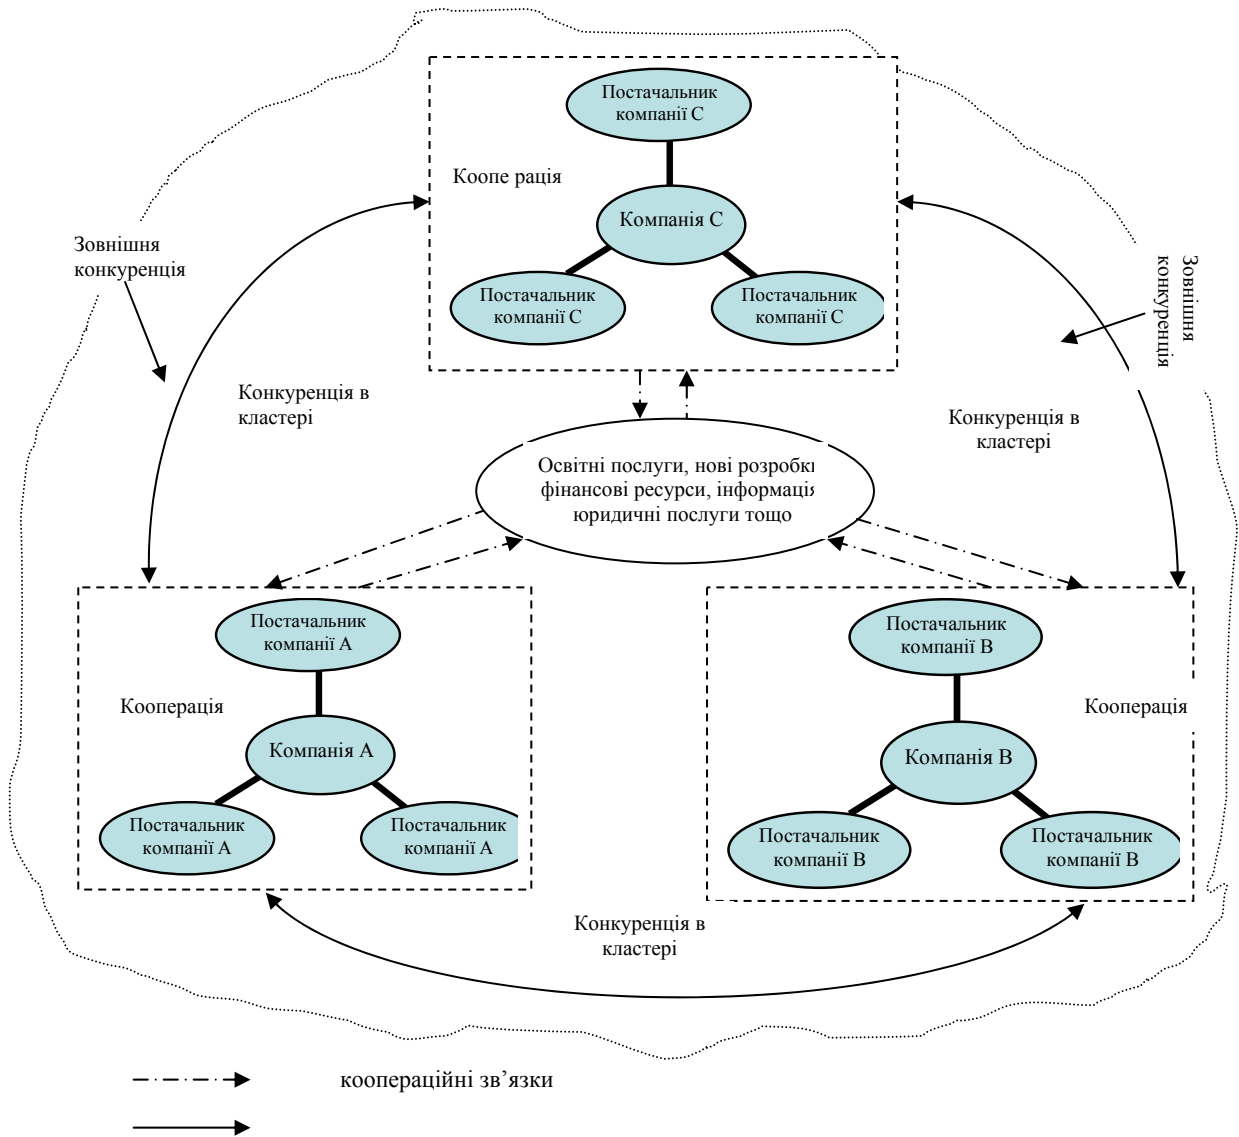 Постачальник
компанії С
Коопе рація
Компанія С
Постачальник
компанії С
Постачальник
компанії С
Зовнішня
конкуренція
Зовнішня
конкуренція
Конкуренція в
кластері
Конкуренція в
кластері
Освітні послуги, нові розробки
фінансові ресурси, інформація
юридичні послуги тощо
Постачальник
компанії А
Кооперація
Компанія А
Постачальник
компанії А
Постачальник
компанії А
Постачальник
компанії В
Кооперація
Компанія В
Постачальник
компанії В
Постачальник
компанії В
Конкуренція в
кластері
коопераційні зв’язки